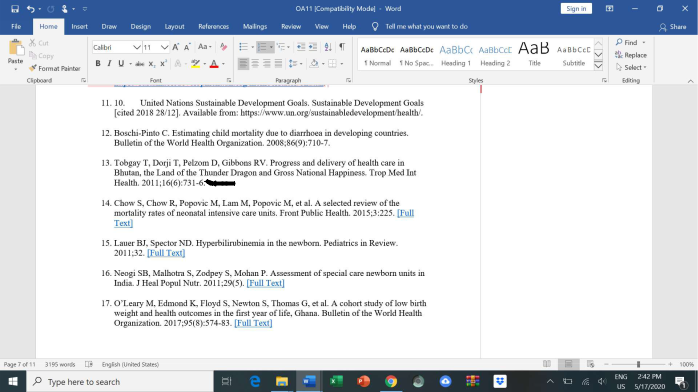 OA11 [Compatibility Mode] - Word
Sign in
File Home Insert Draw Design Layout References Mailings Review View Help Tell me what you want to do
Share
Paste
Cut
Copy
Format Painter
Clipboard
Calibri 11
Font
Paragraph
AaBbCcDc AaBbCcDc AaBbCc AaBbCcC AaB AaBbCcD
¶ Normal ¶ No Spac... Heading 1 Heading 2 Title Subtitle
Styles
Find
Replace
Select
Editing
11. 10. United Nations Sustainable Development Goals. Sustainable Development Goals
[cited 2018 28/12]. Available from: https://www.un.org/sustainabledevelopment/health/.
12. Boschi-Pinto C. Estimating child mortality due to diarrhoea in developing countries.
Bulletin of the World Health Organization. 2008;86(9):710-7.
13. Tobgay T, Dorji T, Pelzom D, Gibbons RV. Progress and delivery of health care in
Bhutan, the Land of the Thunder Dragon and Gross National Happiness. Trop Med Int
Health. 2011;16(6):731-6.
14. Chow S, Chow R, Popovic M, Lam M, Popovic M, et al. A selected review of the
mortality rates of neonatal intensive care units. Front Public Health. 2015;3:225. [Full
Text]
15. Lauer BJ, Spector ND. Hyperbilirubinemia in the newborn. Pediatrics in Review.
2011;32. [Full Text]
16. Neogi SB, Malhotra S, Zodpey S, Mohan P. Assessment of special care newborn units in
India. J Heal Popul Nutr. 2011;29(5). [Full Text]
17. O'Leary M, Edmond K, Floyd S, Newton S, Thomas G, et al. A cohort study of low birth
weight and health outcomes in the first year of life, Ghana. Bulletin of the World Health
Organization. 2017;95(8):574-83. [Full Text]
Page 7 of 11 3195 words English (United States)
100%
Type here to search
ENG
US
2:42 PM
5/17/2020